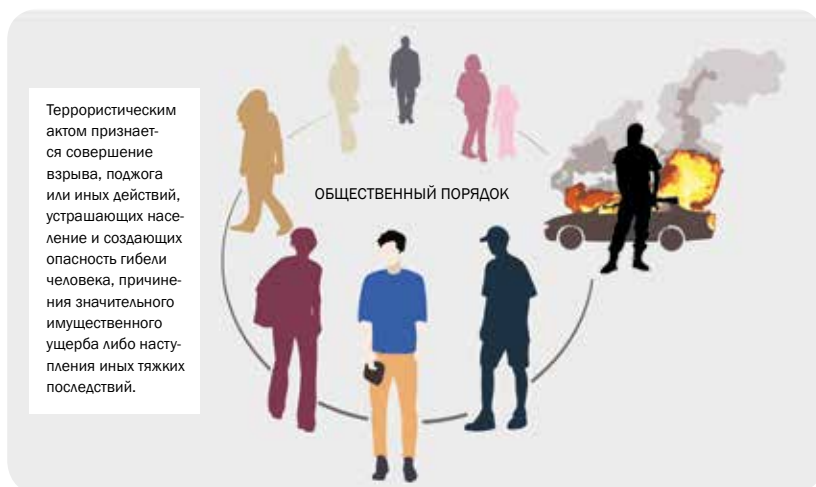 Террористическим
актом признает-
ся совершение
взрыва, поджога
или иных действий,
устрашающих насе-
ление и создающих
опасность гибели
человека, причине-
ния значительного
имущественного
ущерба либо насту-
пления иных тяжких
последствий.
ОБЩЕСТВЕННЫЙ ПОРЯДОК